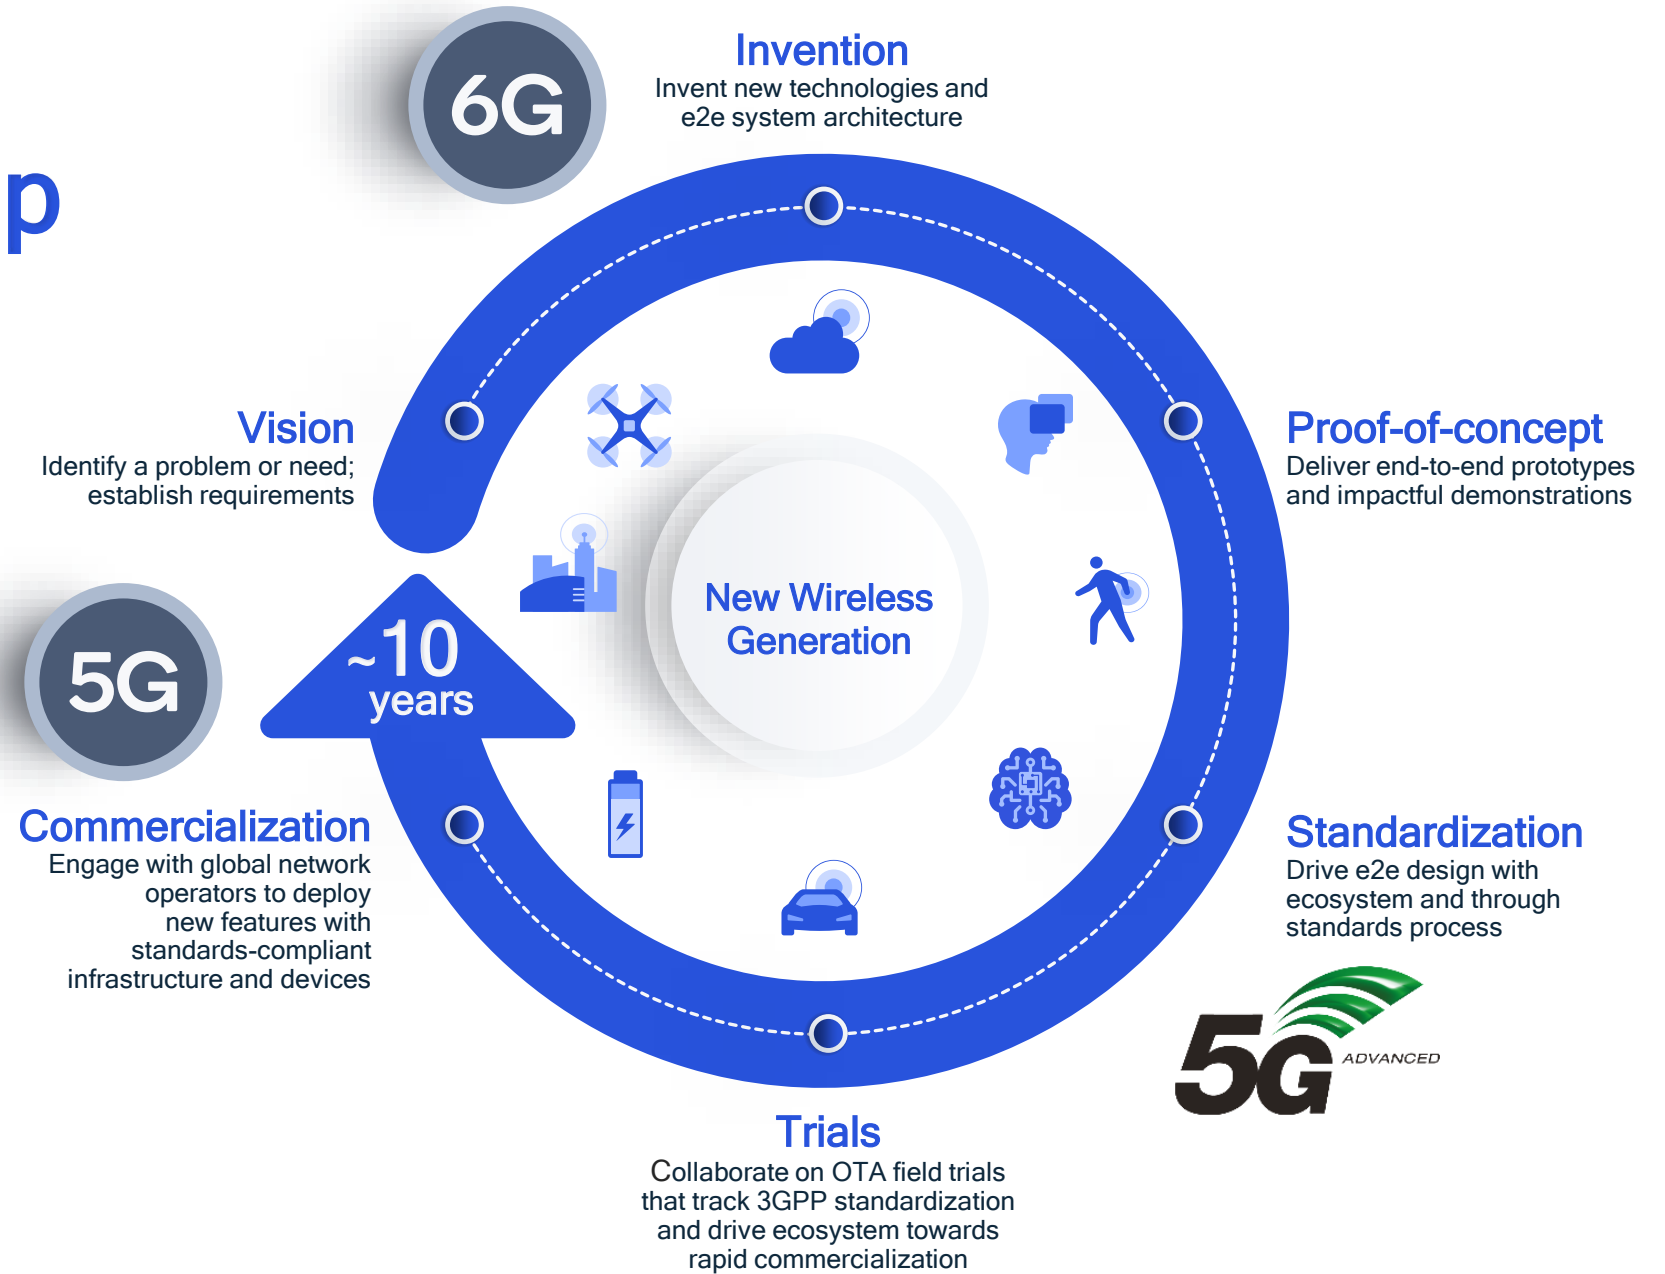 6G
Invention
Invent new technologies and
e2e system architecture
p
Vision
Identify a problem or need;
establish requirements
Proof-of-concept
Deliver end-to-end prototypes
and impactful demonstrations
New Wireless
Generation
~10
years
5G
Commercialization
Engage with global network
operators to deploy
new features with
standards-compliant
infrastructure and devices
Standardization
Drive e2e design with
ecosystem and through
standards process
5G ADVANCED
Trials
Collaborate on OTA field trials
that track 3GPP standardization
and drive ecosystem towards
rapid commercialization